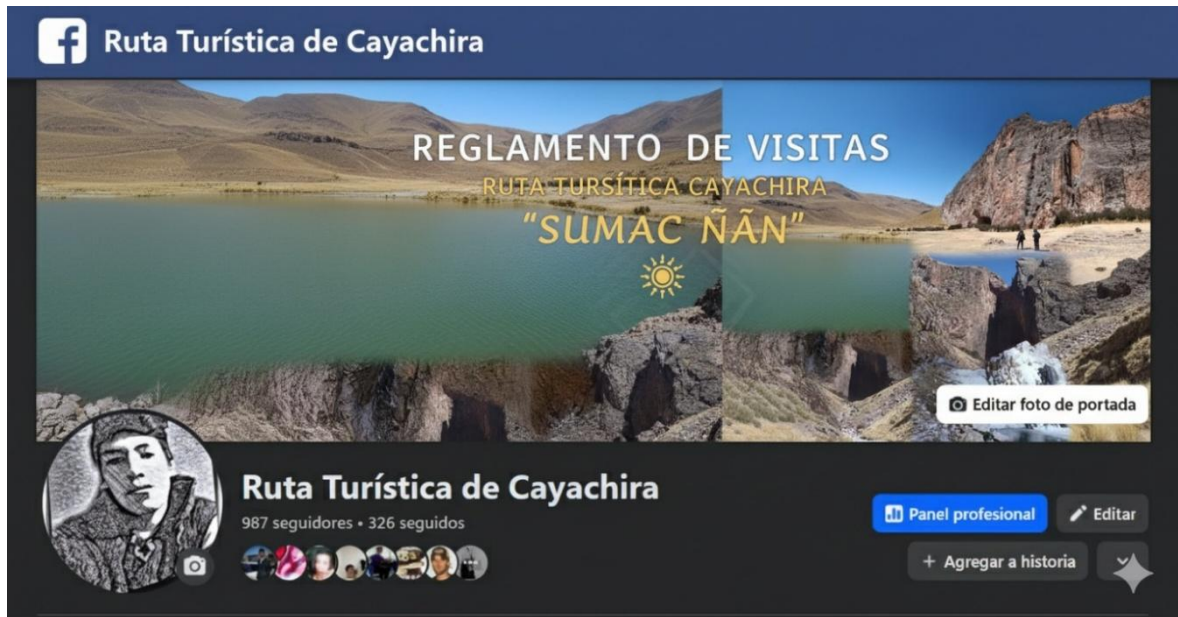 Ruta Turística de Cayachira
REGLAMENTO DE VISITAS
RUTA TURSÍTICA CAYACHIRA
“SUMAC ÑÃN”
Editar foto de portada
Ruta Turística de Cayachira
987 seguidores • 326 seguidos
Panel profesional
Editar
+ Agregar a historia